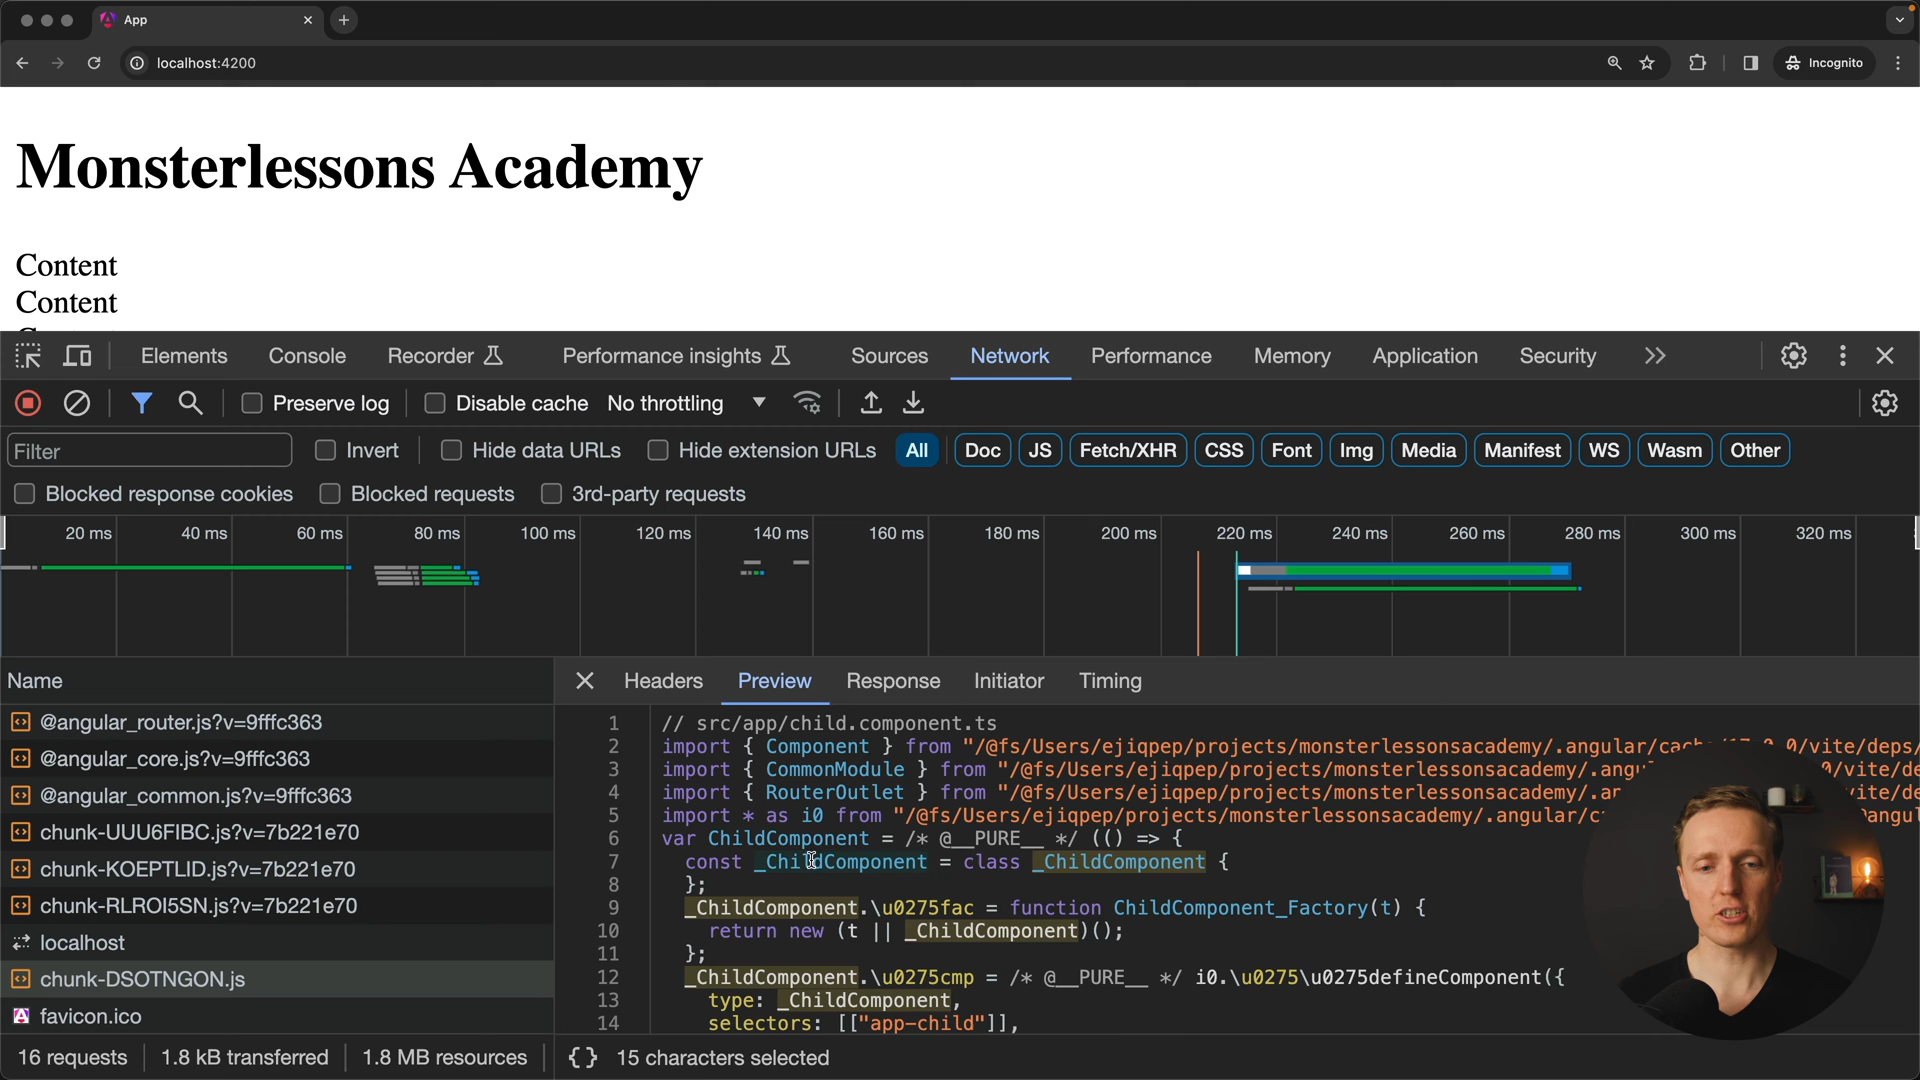 App
localhost:4200
Incognito
Monsterlessons Academy
Content
Content
Elements Console Recorder Performance insights Sources Network Performance Memory Application Security
Preserve log Disable cache No throttling
Filter Invert Hide data URLs Hide extension URLs All Doc JS Fetch/XHR CSS Font Img Media Manifest WS Wasm Other
Blocked response cookies Blocked requests 3rd-party requests
20 ms 40 ms 60 ms 80 ms 100 ms 120 ms 140 ms 160 ms 180 ms 200 ms 220 ms 240 ms 260 ms 280 ms 300 ms 320 ms
Name
@angular_router.js?v=9fffc363
@angular_core.js?v=9fffc363
@angular_common.js?v=9fffc363
chunk-UUU6FIBC.js?v=7b221e70
chunk-KOEPTLID.js?v=7b221e70
chunk-RLROI5SN.js?v=7b221e70
localhost
chunk-DSOTNGON.js
favicon.ico
16 requests 1.8 kB transferred 1.8 MB resources
Headers Preview Response Initiator Timing
1 // src/app/child.component.ts
2 import { Component } from "/@fs/Users/ejiqpep/projects/monsterlessonsacademy/.angular/cache/17.0.0/vite/deps/
3 import { CommonModule } from "/@fs/Users/ejiqpep/projects/monsterlessonsacademy/.angu
4 import { RouterOutlet } from "/@fs/Users/ejiqpep/projects/monsterlessonsacademy/.an
5 import * as i0 from "/@fs/Users/ejiqpep/projects/monsterlessonsacademy/.angular/c
6 var ChildComponent = /* @__PURE__ */ (() => {
7 const _ChildComponent = class _ChildComponent {
8 };
9 _ChildComponent.\u0275fac = function ChildComponent_Factory(t) {
10 return new (t || _ChildComponent)();
11 };
12 _ChildComponent.\u0275cmp = /* @__PURE__ */ i0.\u0275\u0275defineComponent({
13 type: _ChildComponent,
14 selectors: [["app-child"]],
{} 15 characters selected